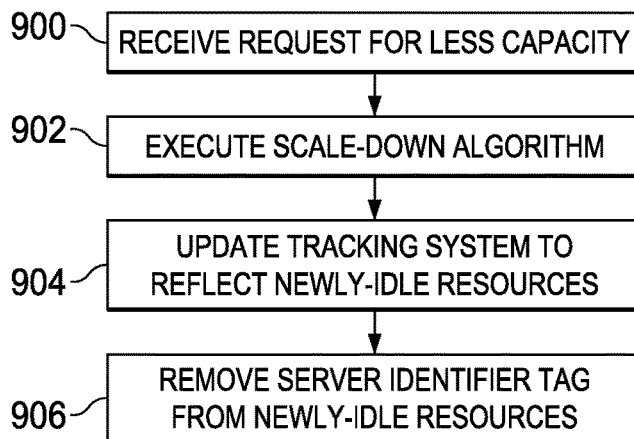 900
RECEIVE REQUEST FOR LESS CAPACITY
902
EXECUTE SCALE-DOWN ALGORITHM
904
UPDATE TRACKING SYSTEM TO
REFLECT NEWLY-IDLE RESOURCES
906
REMOVE SERVER IDENTIFIER TAG
FROM NEWLY-IDLE RESOURCES